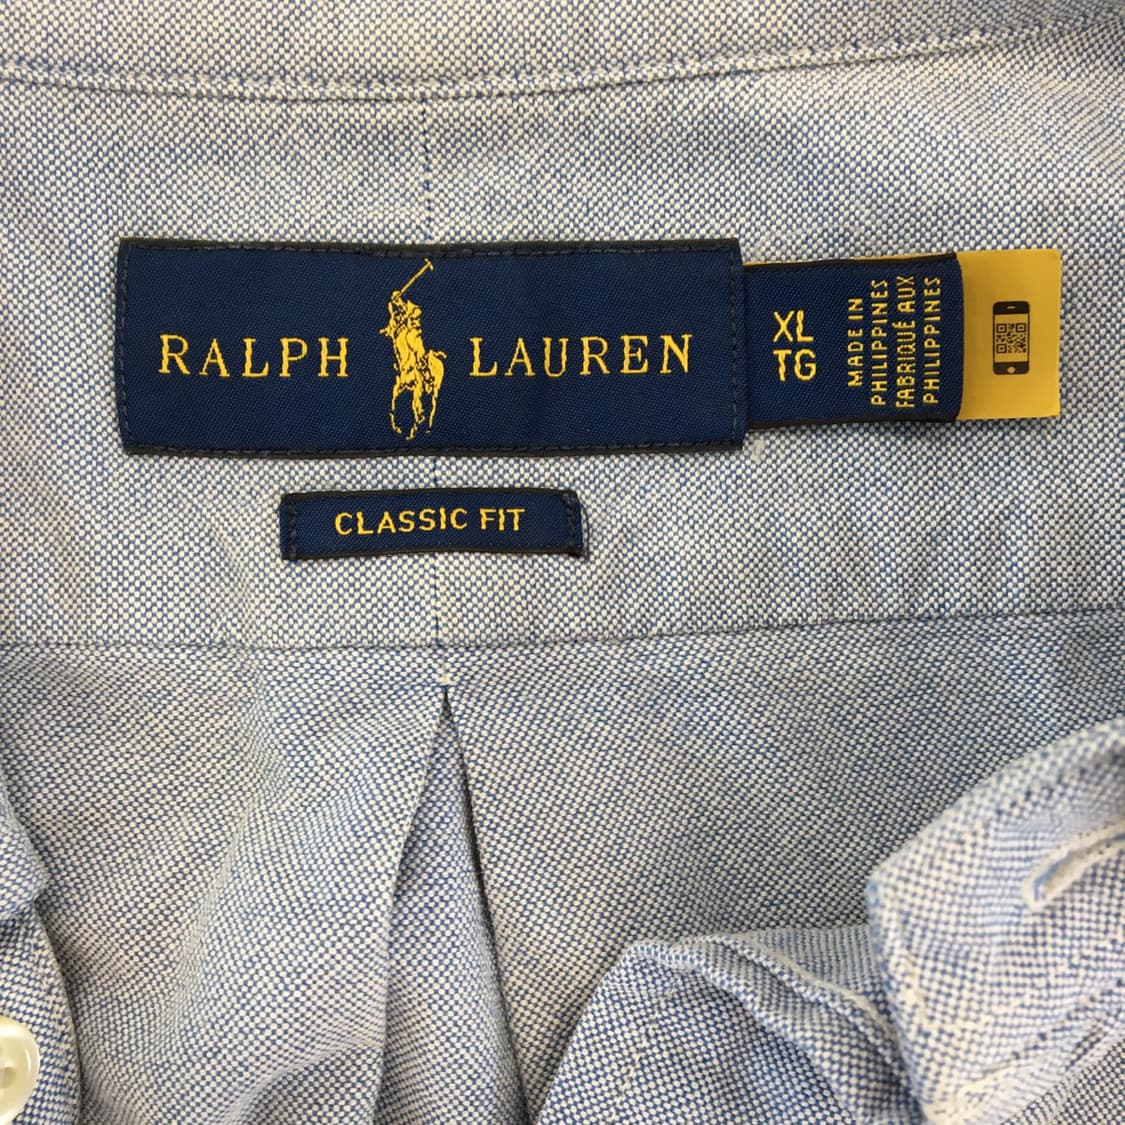 RALPH LAUREN
XL
TG
MADE IN
PHILIPPINES
FABRIQUÉ AUX
PHILIPPINES
CLASSIC FIT